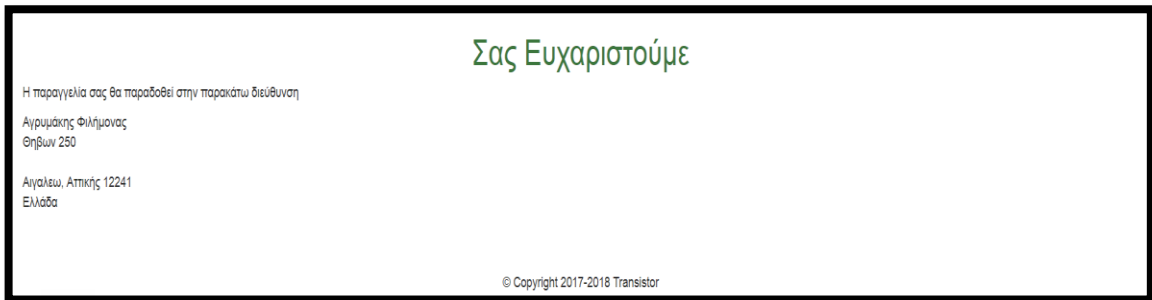 Σας Ευχαριστούμε
Η παραγγελία σας θα παραδοθεί στην παρακάτω διεύθυνση
Αγρυμάκης Φιλήμονας
Θηβων 250
Αιγαλεω, Αττικής 12241
Ελλάδα
© Copyright 2017-2018 Transistor